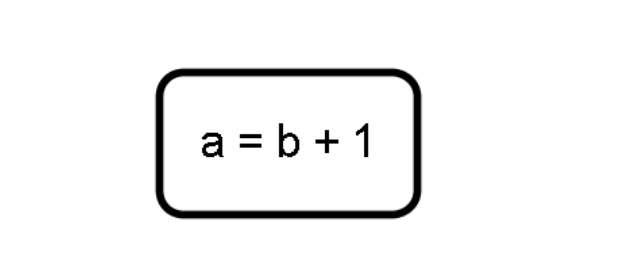 a = b + 1